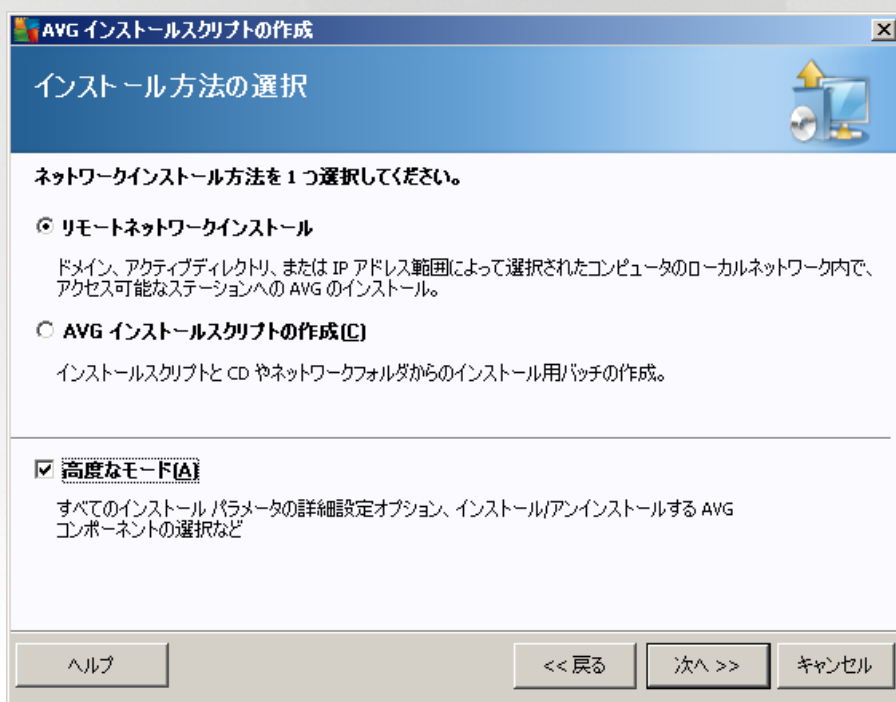 AVG インストールスクリプトの作成
インストール方法の選択
ネットワークインストール方法を 1 つ選択してください。
リモートネットワークインストール
ドメイン、アクティブディレクトリ、または IP アドレス範囲によって選択されたコンピュータのローカルネットワーク内で、
アクセス可能なステーションへの AVG のインストール。
AVG インストールスクリプトの作成(C)
インストールスクリプトと CD やネットワークフォルダからのインストール用バッチの作成。
高度なモード(A)
すべてのインストール パラメータの詳細設定オプション、インストール/アンインストールする AVG
コンポーネントの選択など
ヘルプ
<< 戻る
次へ >>
キャンセル